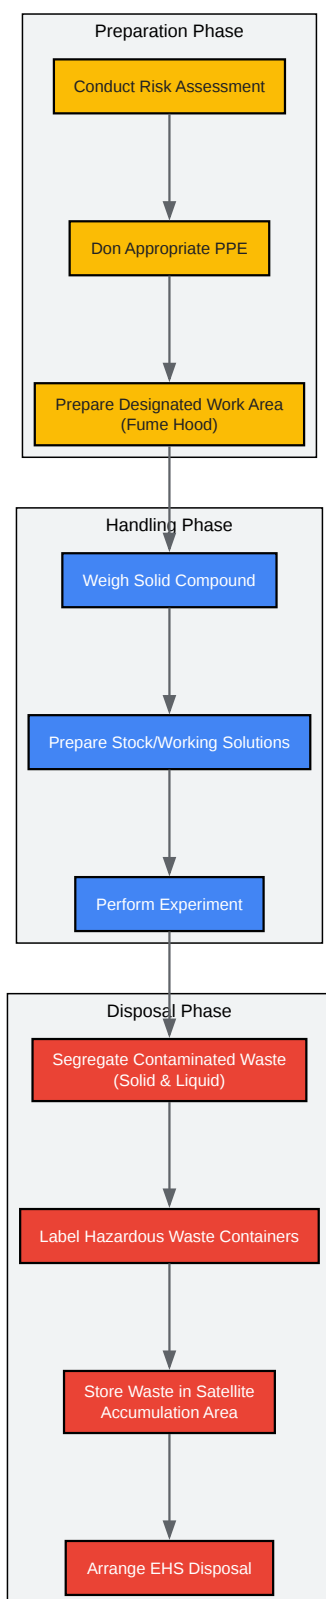 Preparation Phase
Conduct Risk Assessment
Don Appropriate PPE
Prepare Designated Work Area
(Fume Hood)
Handling Phase
Weigh Solid Compound
Prepare Stock/Working Solutions
Perform Experiment
Disposal Phase
Segregate Contaminated Waste
(Solid & Liquid)
Label Hazardous Waste Containers
Store Waste in Satellite
Accumulation Area
Arrange EHS Disposal